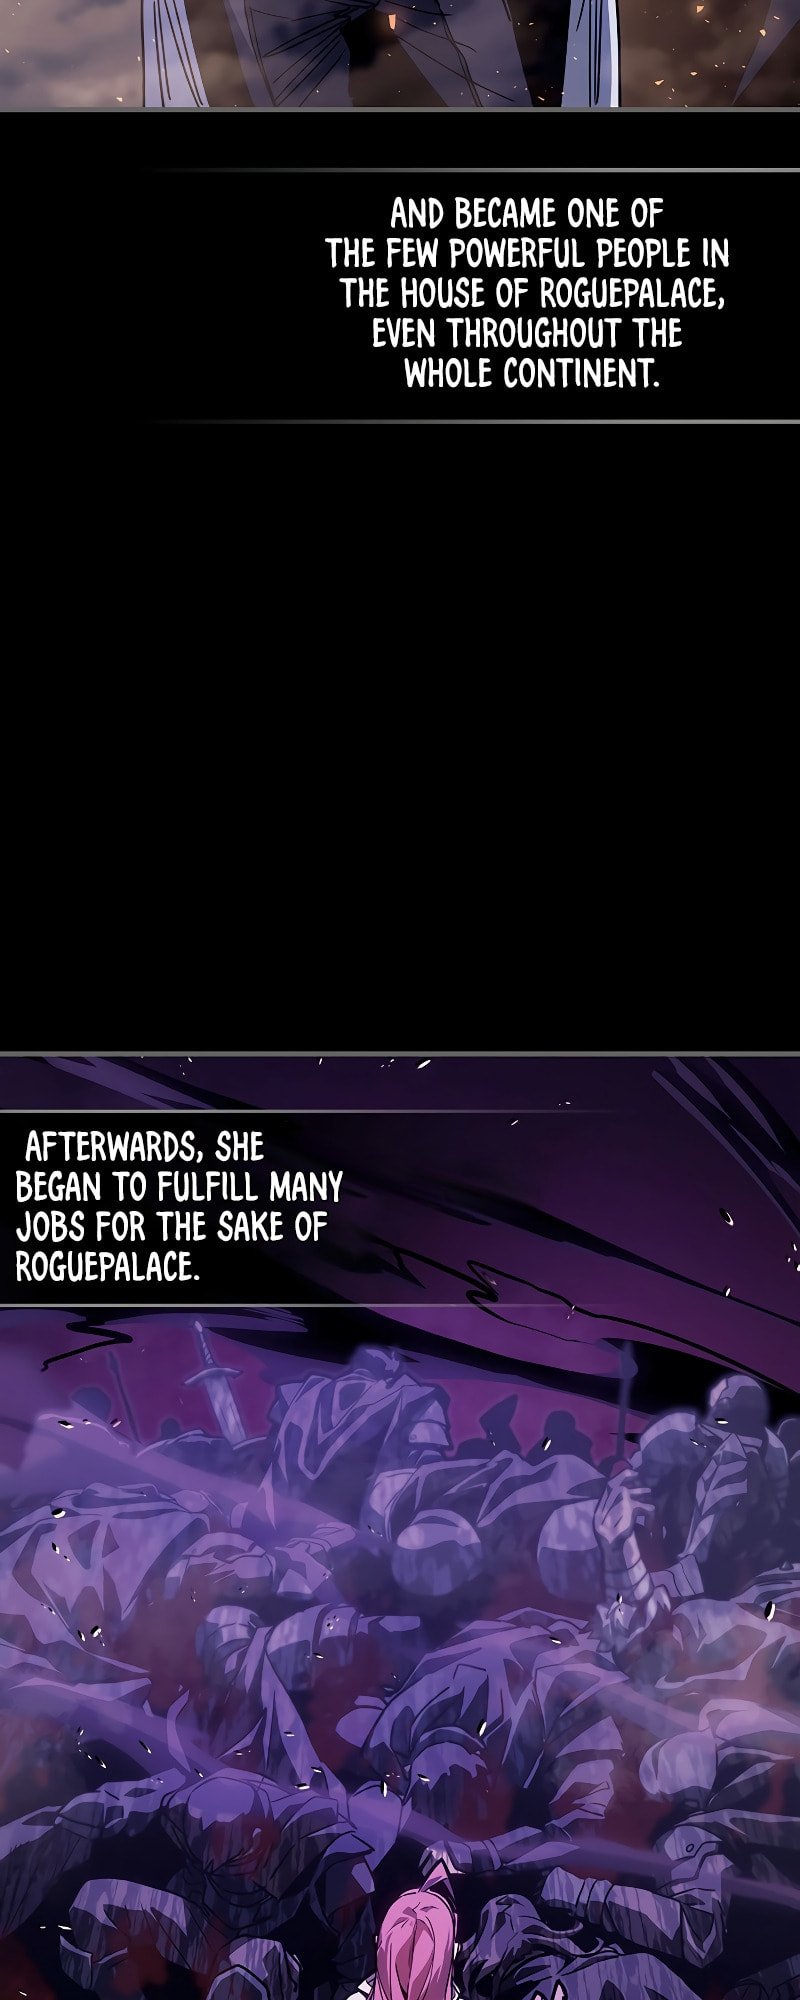 AND BECAME ONE OF
THE FEW POWERFUL PEOPLE IN
THE HOUSE OF ROGUEPALACE,
EVEN THROUGHOUT THE
WHOLE CONTINENT.
AFTERWARDS, SHE
BEGAN TO FULFILL MANY
JOBS FOR THE SAKE OF
ROGUEPALACE.